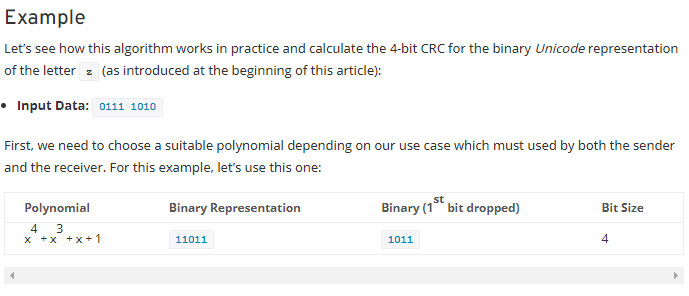 Example
Let's see how this algorithm works in practice and calculate the 4-bit CRC for the binary Unicode representation
of the letter z (as introduced at the beginning of this article):
• Input Data: 0111 1010
First, we need to choose a suitable polynomial depending on our use case which must used by both the sender
and the receiver. For this example, let's use this one:
Polynomial Binary Representation Binary (1st bit dropped) Bit Size
x4 + x3 + x + 1 11011 1011 4